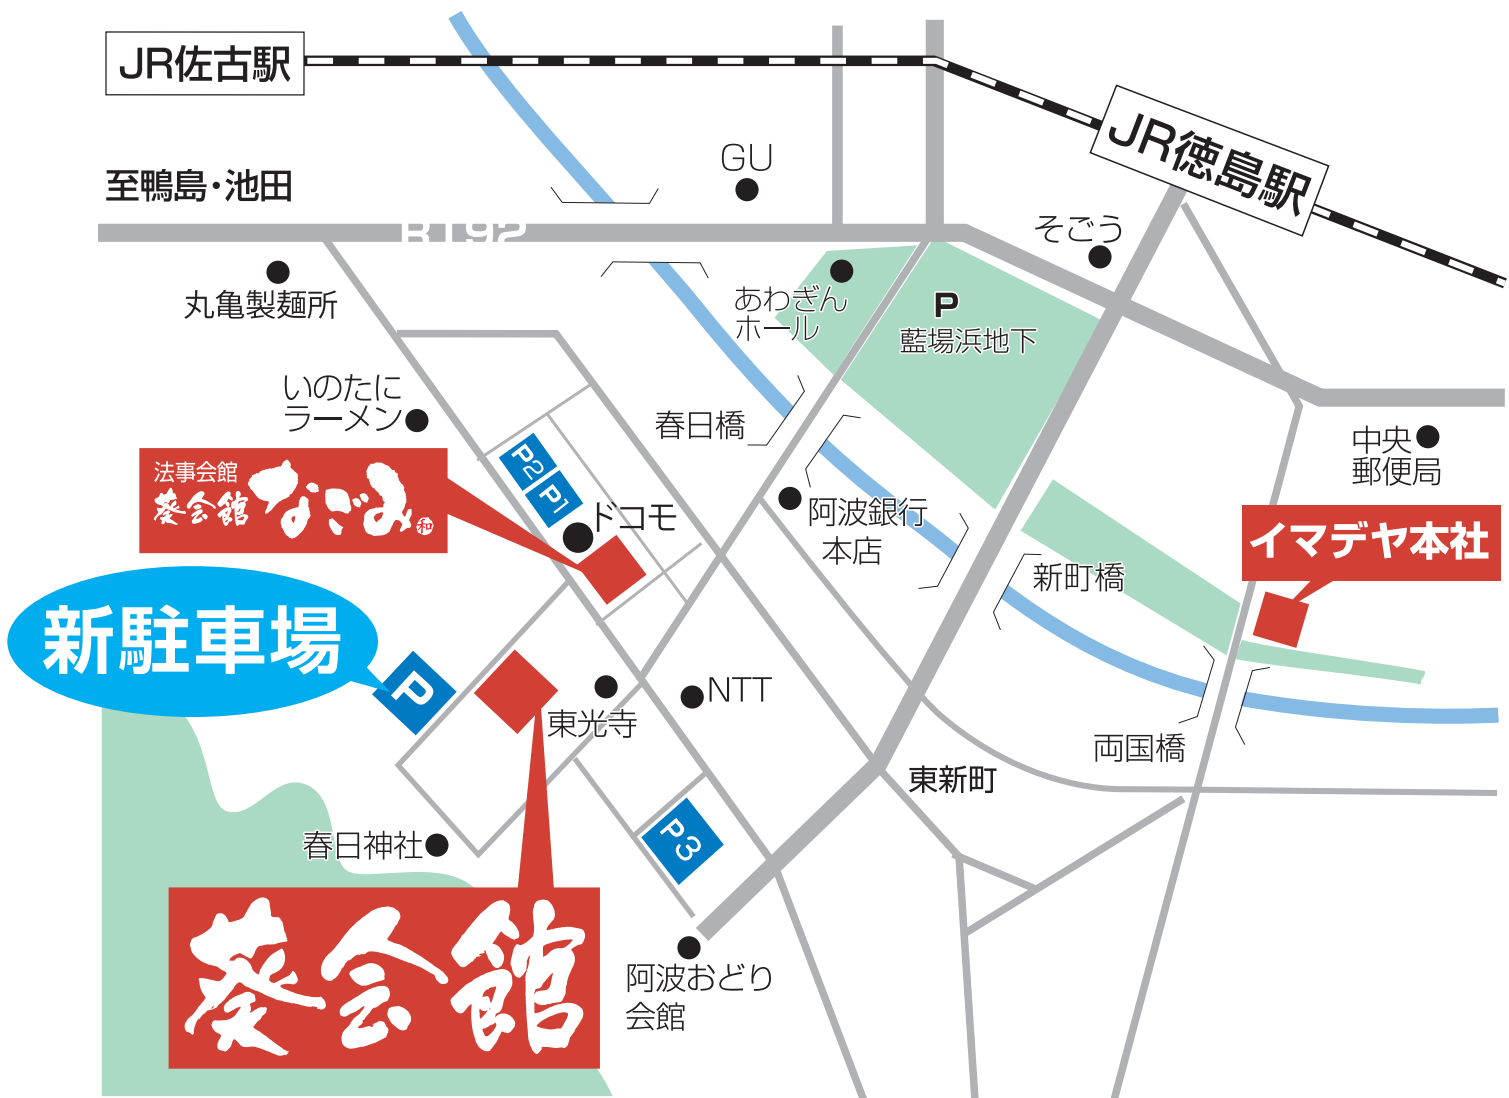 JR佐古駅
JR徳島駅
至鴨島・池田
GU
R192
そごう
丸亀製麺所
あわぎん
ホール
P
藍場浜地下
いのたに
ラーメン
春日橋
中央
郵便局
法事会館
葵会館
なごみ
和
P2
P1
ドコモ
阿波銀行
本店
新町橋
イマデヤ本社
新駐車場
P
東光寺
NTT
両国橋
東新町
春日神社
P3
葵会館
阿波おどり
会館